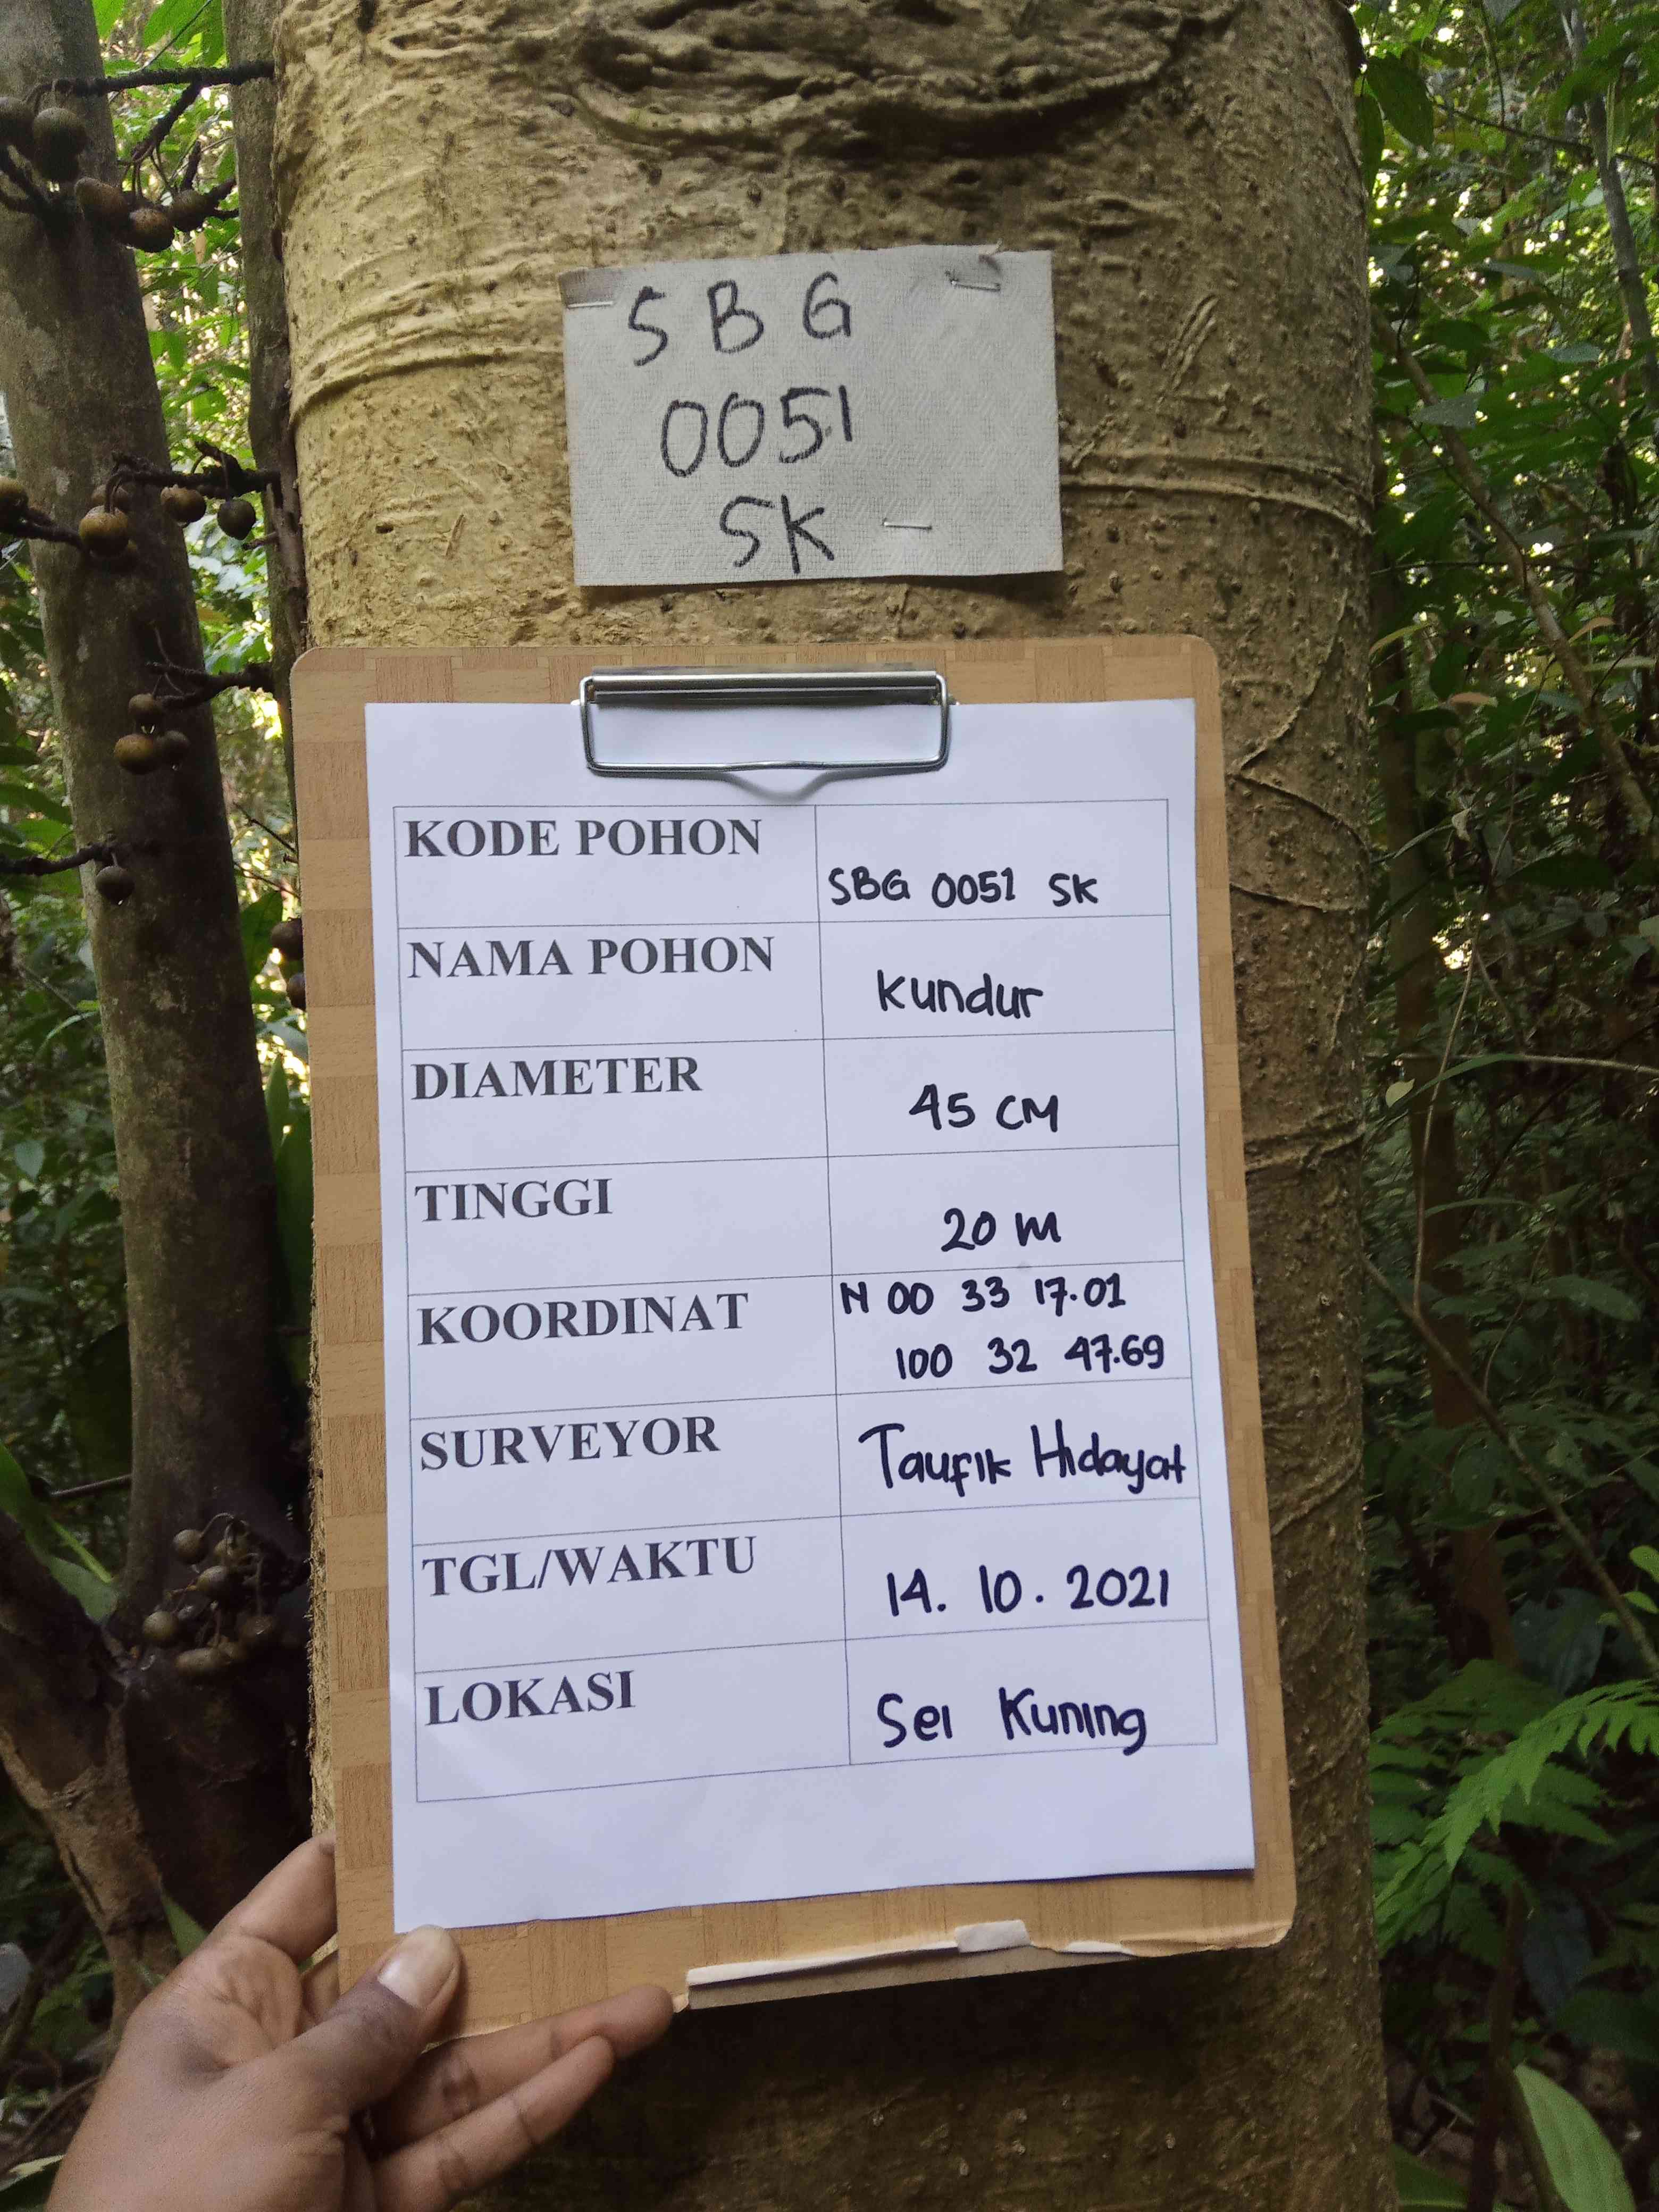 SBG
0051
SK
KODE POHON
SBG 0051 SK
NAMA POHON
Kundur
DIAMETER
45 CM
TINGGI
20 m
KOORDINAT
N 00 33 17.01
100 32 47.69
SURVEYOR
Taufik Hidayat
TGL/WAKTU
14. 10. 2021
LOKASI
Sei Kuning